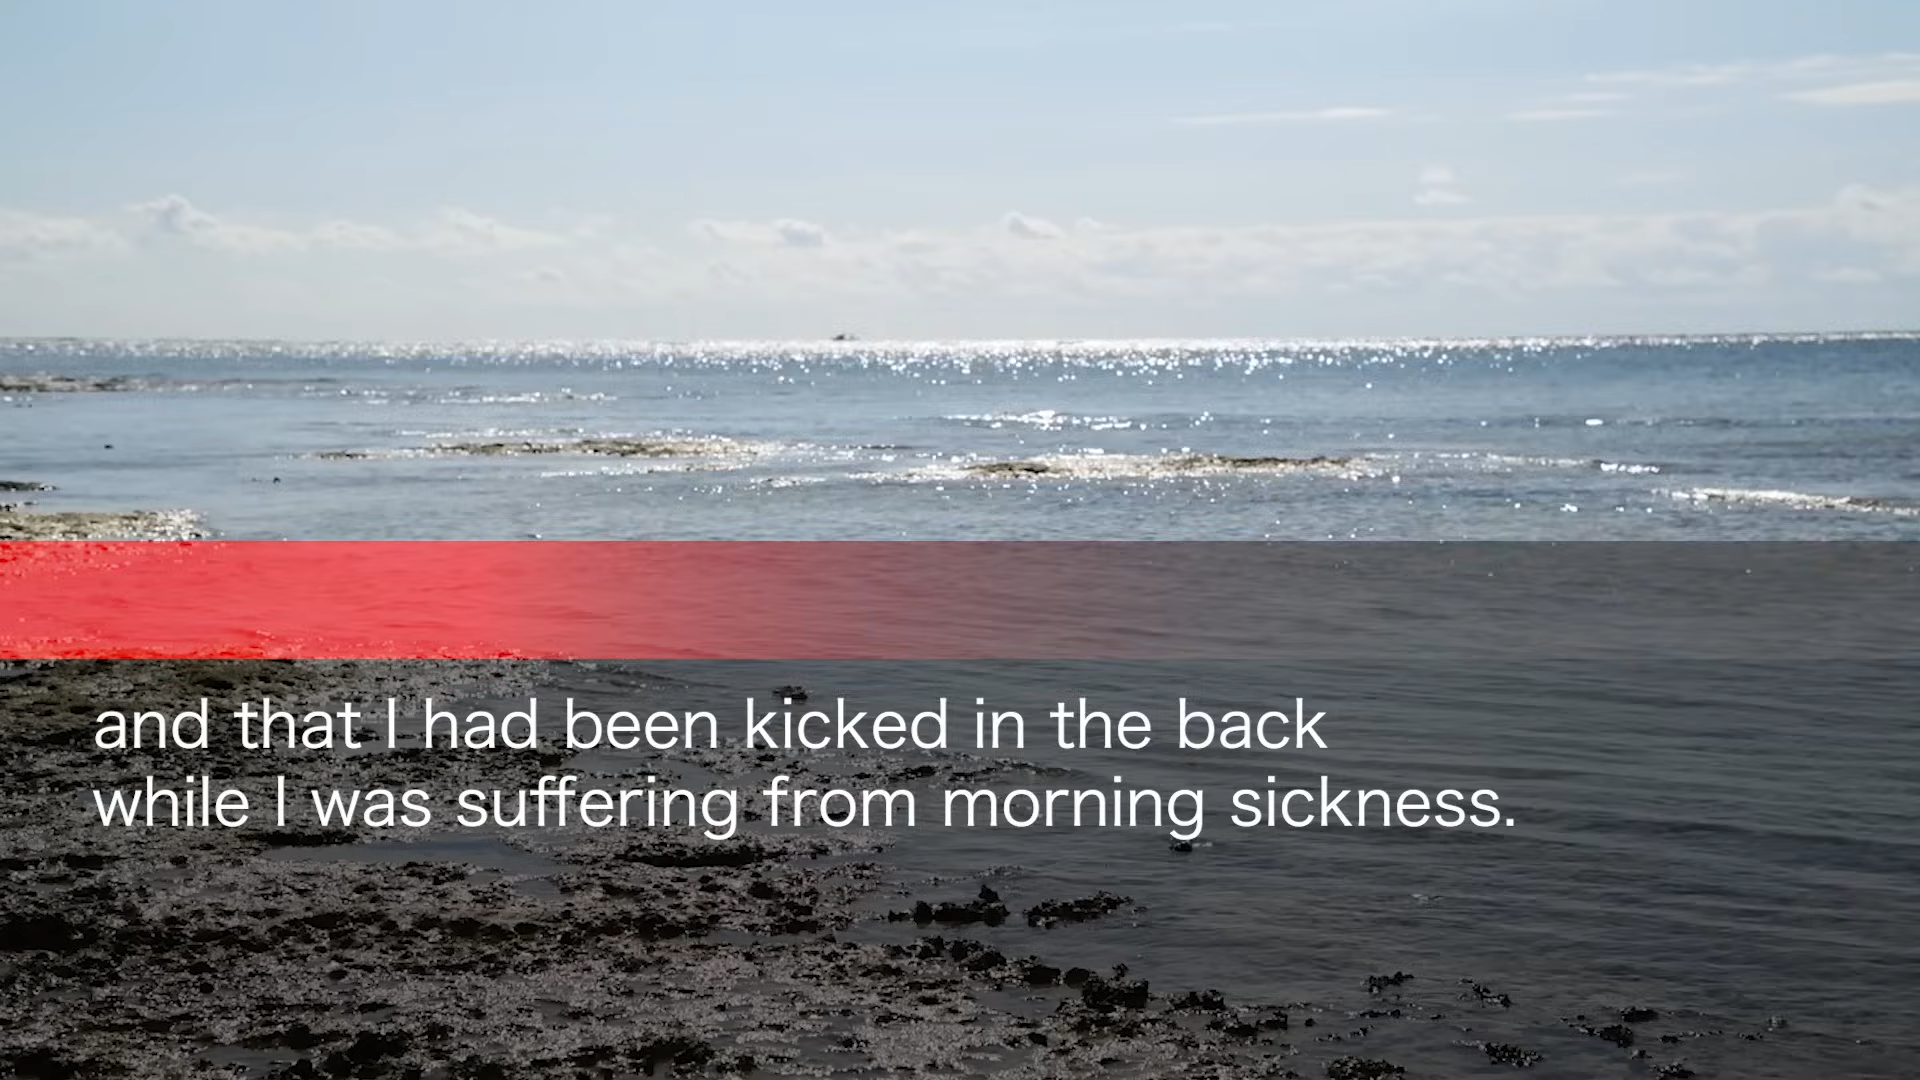 and that I had been kicked in the back
while I was suffering from morning sickness.